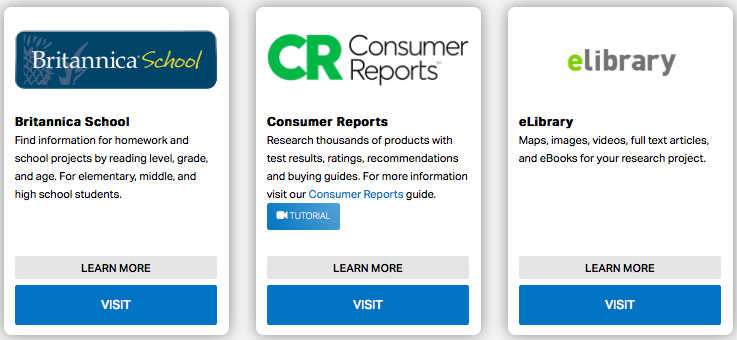 Britannica® School
Britannica School
Find information for homework and
school projects by reading level, grade,
and age. For elementary, middle, and
high school students.
LEARN MORE
VISIT
CR Consumer
Reports™
Consumer Reports
Research thousands of products with
test results, ratings, recommendations
and buying guides. For more information
visit our Consumer Reports guide.
TUTORIAL
LEARN MORE
VISIT
elibrary
eLibrary
Maps, images, videos, full text articles,
and eBooks for your research project.
LEARN MORE
VISIT